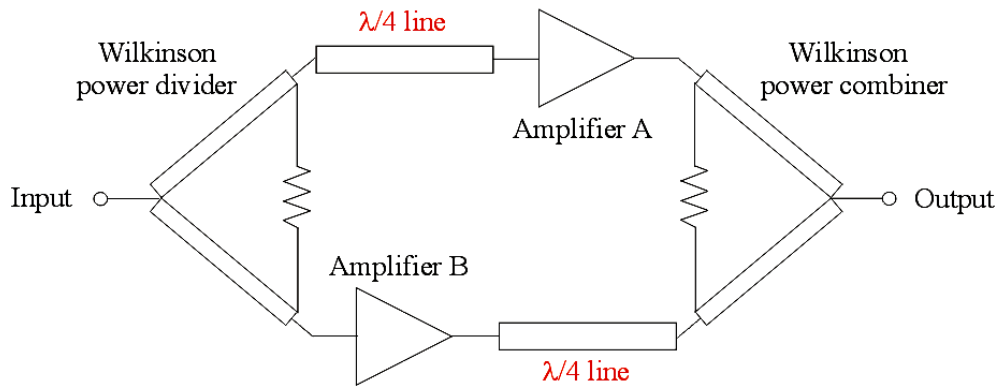 λ/4 line
Wilkinson
power divider
Wilkinson
power combiner
Amplifier A
Input
Output
Amplifier B
λ/4 line